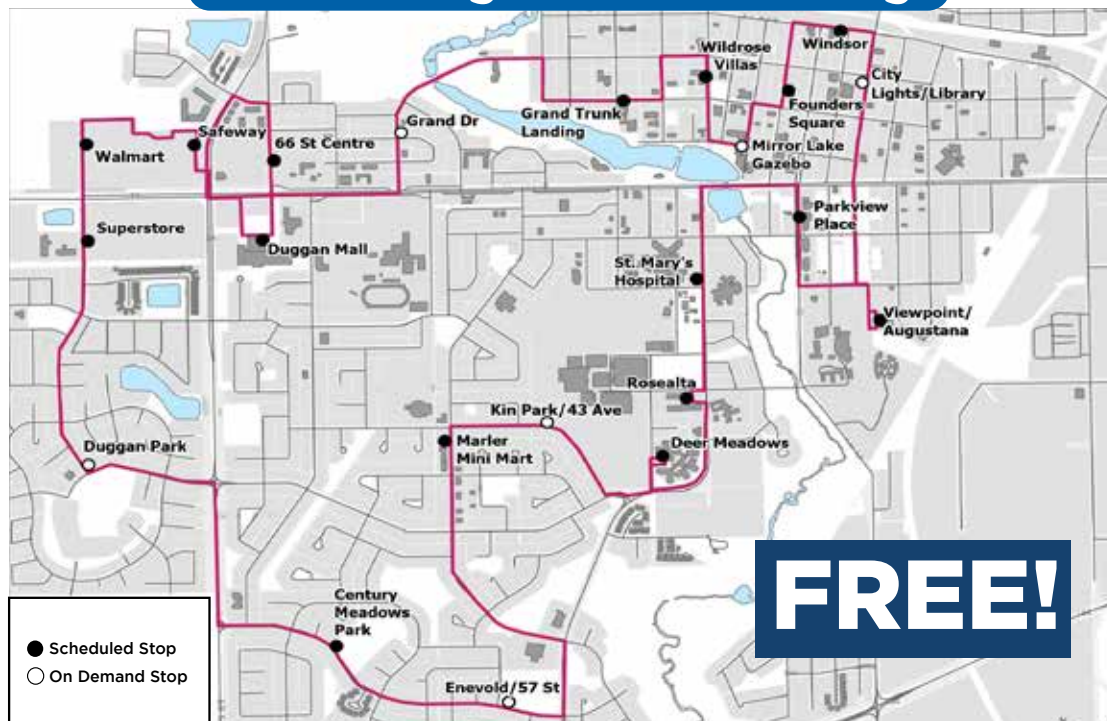 Windsor
Wildrose
Villas
City
Lights/Library
Grand Trunk
Landing
Founders
Square
Grand Dr
Safeway
66 St Centre
Walmart
Mirror Lake
Gazebo
Parkview
Place
Superstore
Duggan Mall
St. Mary's
Hospital
Viewpoint/
Augustana
Rosealta
Kin Park/43 Ave
Marler
Mini Mart
Deer Meadows
Duggan Park
Century
Meadows
Park
Enevold/57 St
FREE!
Scheduled Stop
On Demand Stop